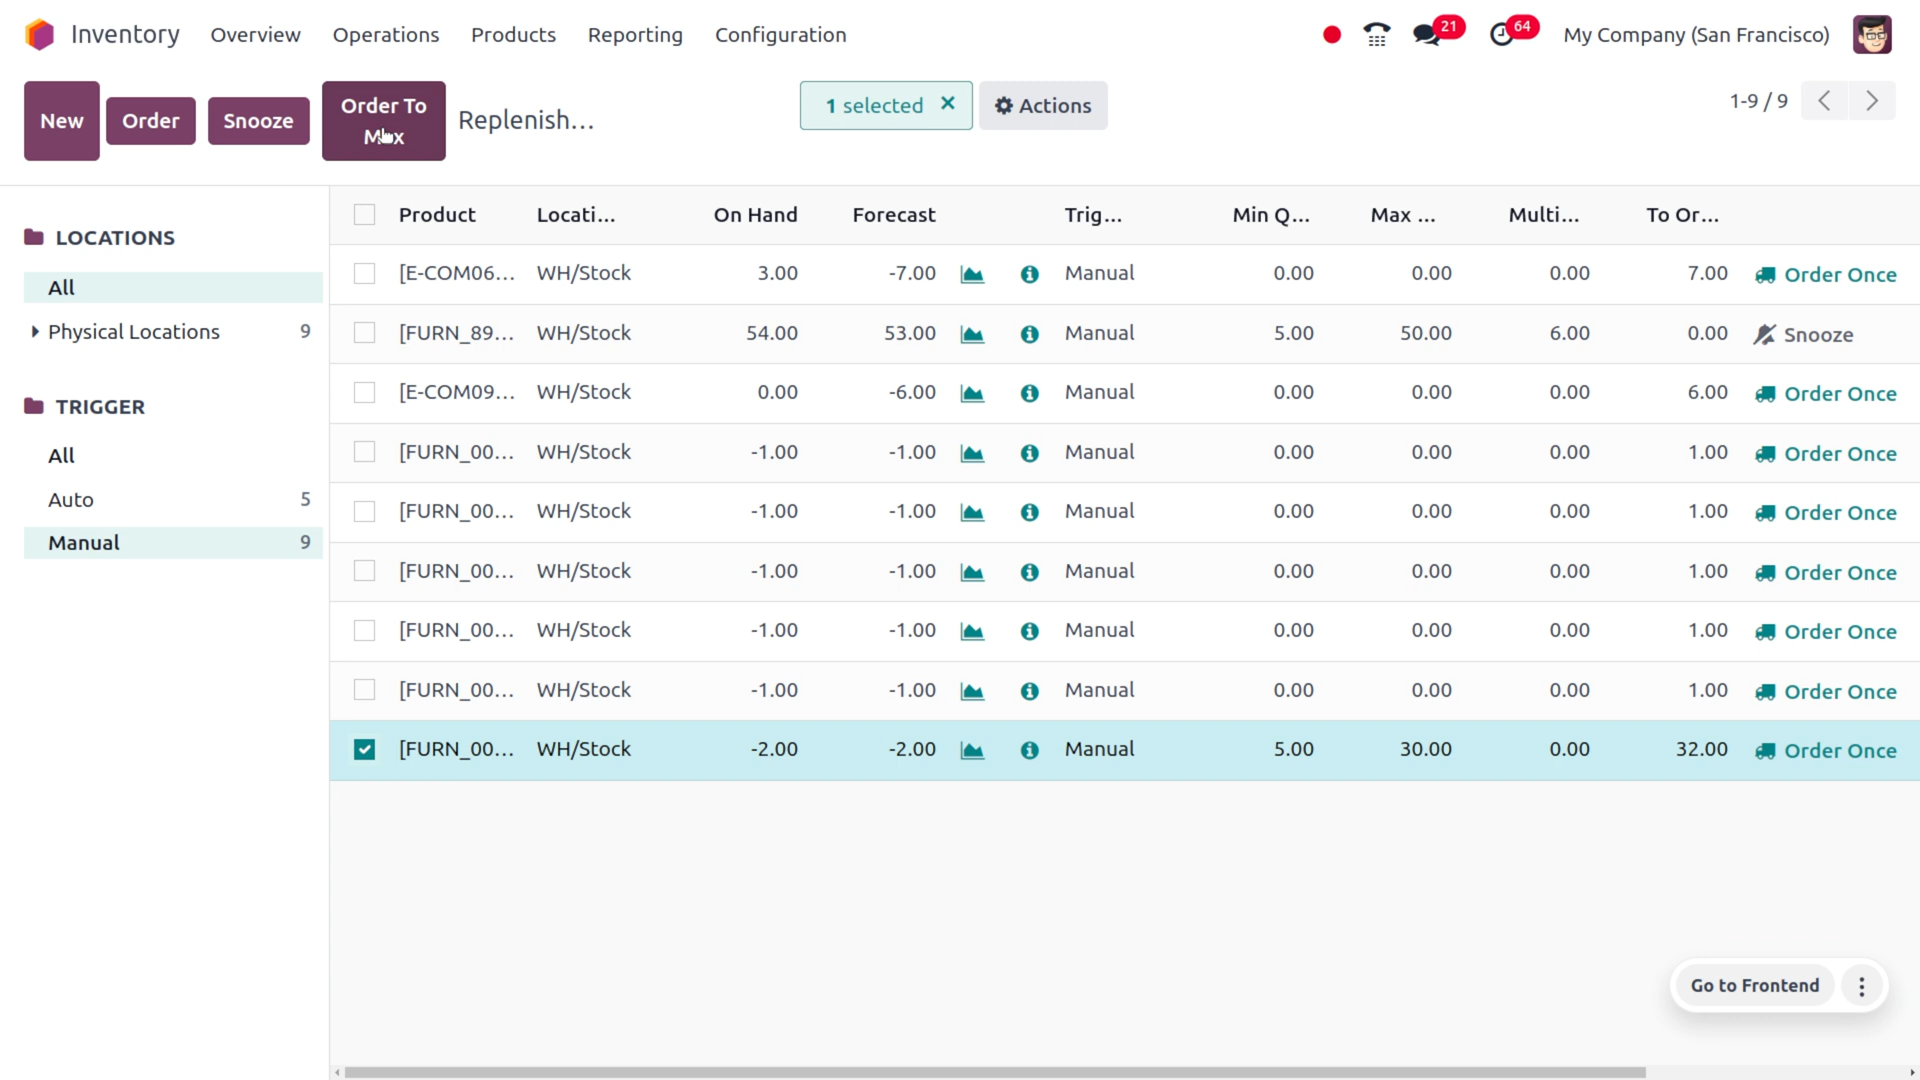 Inventory Overview Operations Products Reporting Configuration 21 64 My Company (San Francisco)
New Order Snooze Order To Max Replenish... 1 selected Actions 1-9 / 9
LOCATIONS
All
Physical Locations 9
TRIGGER
All
Auto 5
Manual 9
Product Locati... On Hand Forecast Trig... Min Q... Max ... Multi... To Or...
[E-COM06... WH/Stock 3.00 -7.00 Manual 0.00 0.00 0.00 7.00 Order Once
[FURN_89... WH/Stock 54.00 53.00 Manual 5.00 50.00 6.00 0.00 Snooze
[E-COM09... WH/Stock 0.00 -6.00 Manual 0.00 0.00 0.00 6.00 Order Once
[FURN_00... WH/Stock -1.00 -1.00 Manual 0.00 0.00 0.00 1.00 Order Once
[FURN_00... WH/Stock -1.00 -1.00 Manual 0.00 0.00 0.00 1.00 Order Once
[FURN_00... WH/Stock -1.00 -1.00 Manual 0.00 0.00 0.00 1.00 Order Once
[FURN_00... WH/Stock -1.00 -1.00 Manual 0.00 0.00 0.00 1.00 Order Once
[FURN_00... WH/Stock -1.00 -1.00 Manual 0.00 0.00 0.00 1.00 Order Once
[FURN_00... WH/Stock -2.00 -2.00 Manual 5.00 30.00 0.00 32.00 Order Once
Go to Frontend